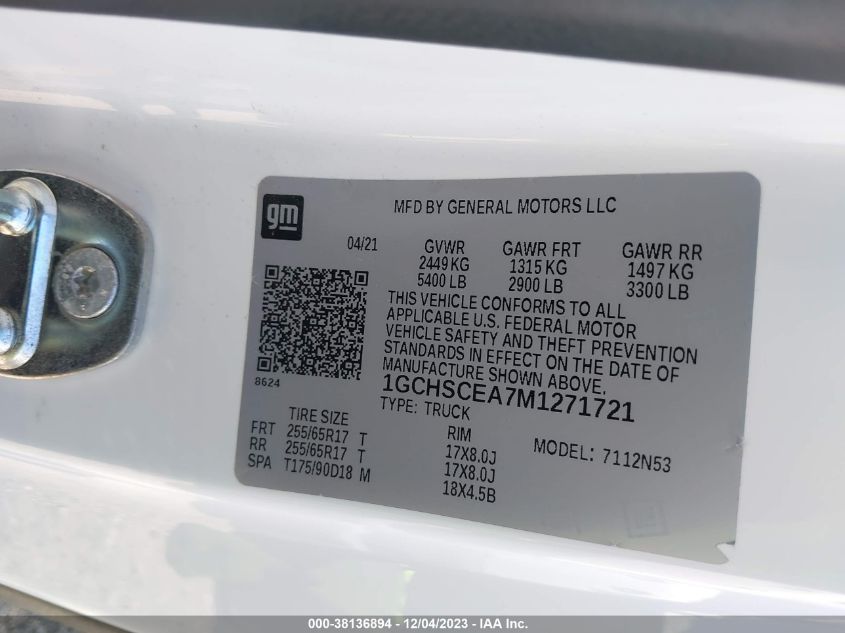 gm
MFD BY GENERAL MOTORS LLC
04/21 GVWR GAWR FRT GAWR RR
2449 KG 1315 KG 1497 KG
5400 LB 2900 LB 3300 LB
THIS VEHICLE CONFORMS TO ALL
APPLICABLE U.S. FEDERAL MOTOR
VEHICLE SAFETY AND THEFT PREVENTION
STANDARDS IN EFFECT ON THE DATE OF
MANUFACTURE SHOWN ABOVE.
8624
1GCHSCEA7M1271721
TYPE: TRUCK
TIRE SIZE RIM MODEL: 7112N53
FRT 255/65R17 T 17X8.0J
RR 255/65R17 T 17X8.0J
SPA T175/90D18 M 18X4.5B
000-38136894 - 12/04/2023 - IAA Inc.